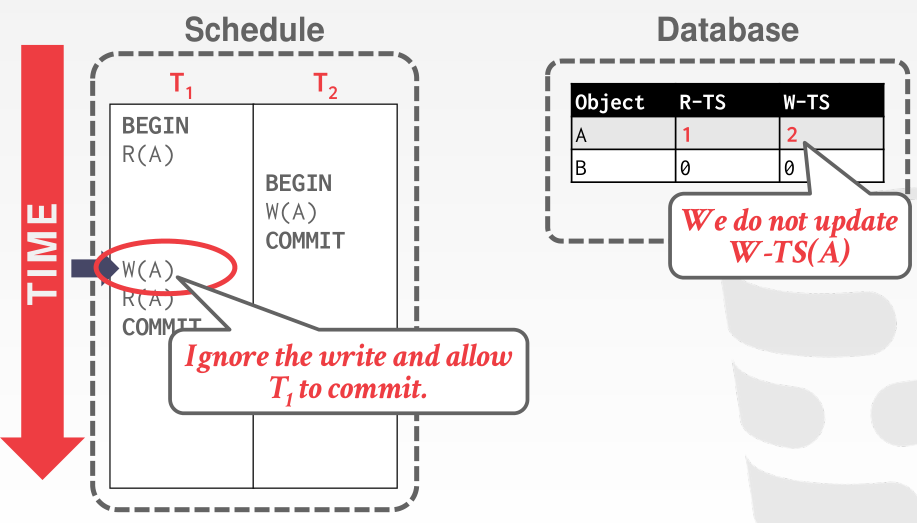 Schedule
Database
TIME
T1 T2
BEGIN
R(A)
BEGIN
W(A)
COMMIT
W(A)
R(A)
COMMIT
Ignore the write and allow
T1 to commit.
Object R-TS W-TS
A 1 2
B 0 0
We do not update
W-TS(A)